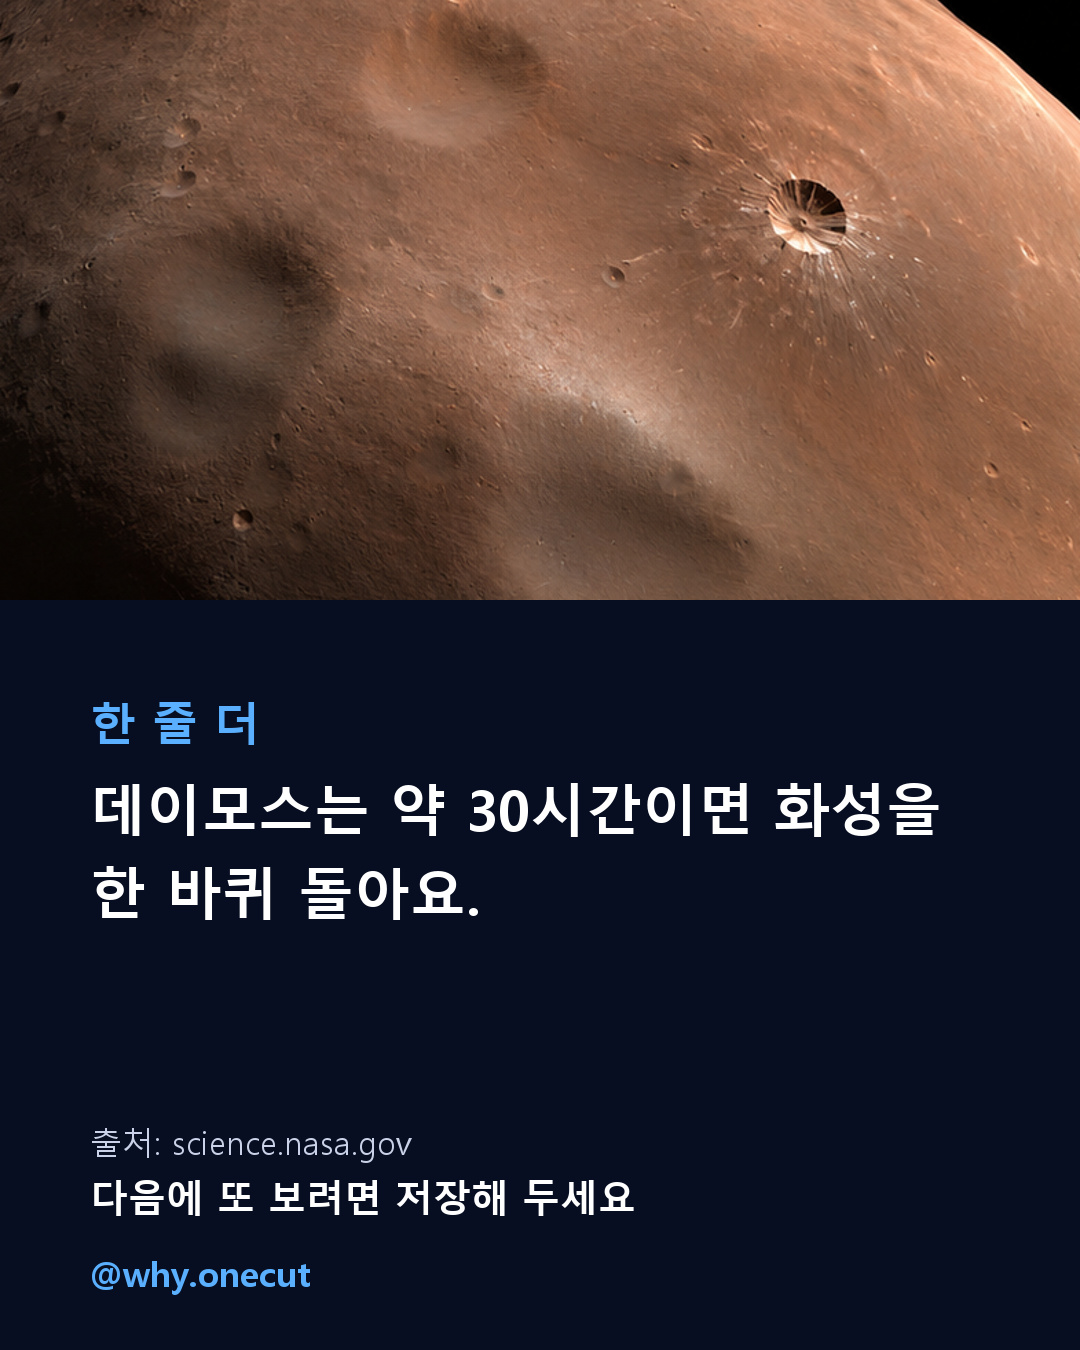 한 줄 더
데이모스는 약 30시간이면 화성을
한 바퀴 돌아요.
출처: science.nasa.gov
다음에 또 보려면 저장해 두세요
@why.onecut